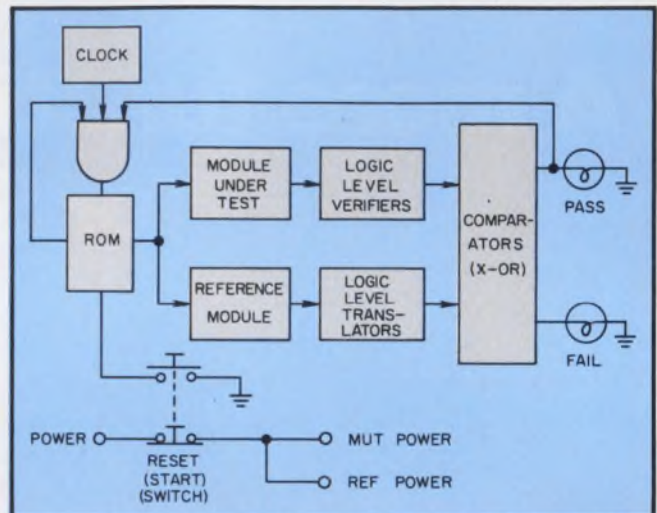 CLOCK
MODULE
UNDER
TEST
LOGIC
LEVEL
VERIFIERS
COMPAR-
ATORS
(X-OR)
PASS
ROM
REFERENCE
MODULE
LOGIC
LEVEL
TRANS-
LATORS
FAIL
POWER
RESET
(START)
(SWITCH)
MUT POWER
REF POWER